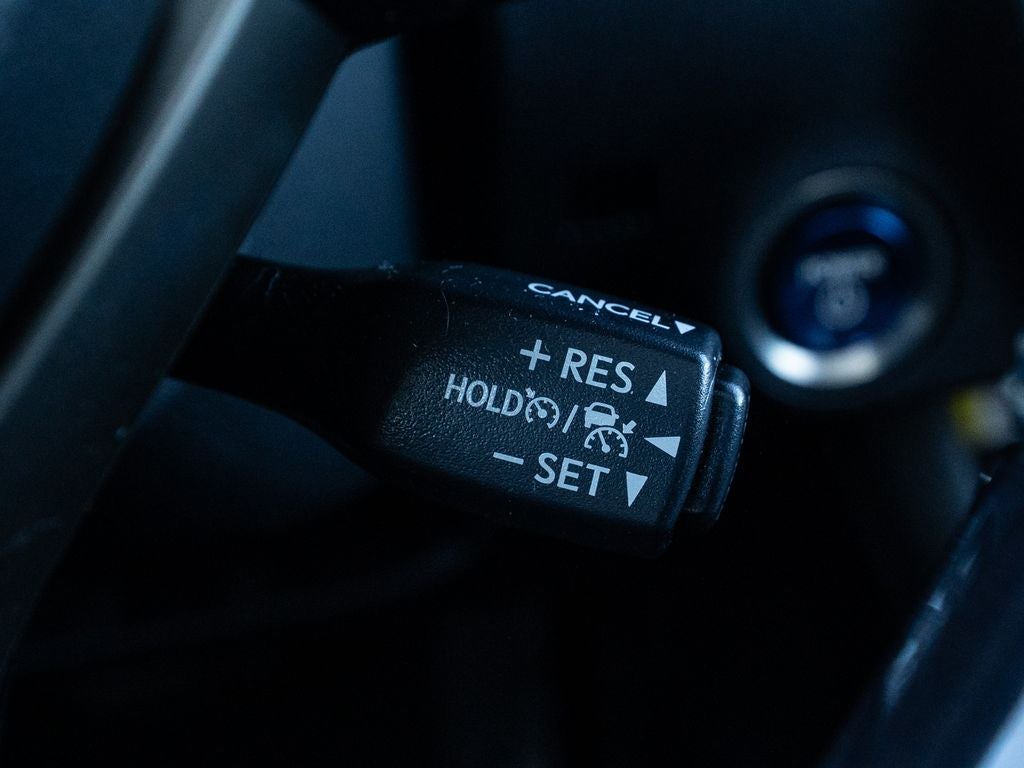 CANCEL▼
+ RES ▲
HOLD /  ◀
− SET ▼